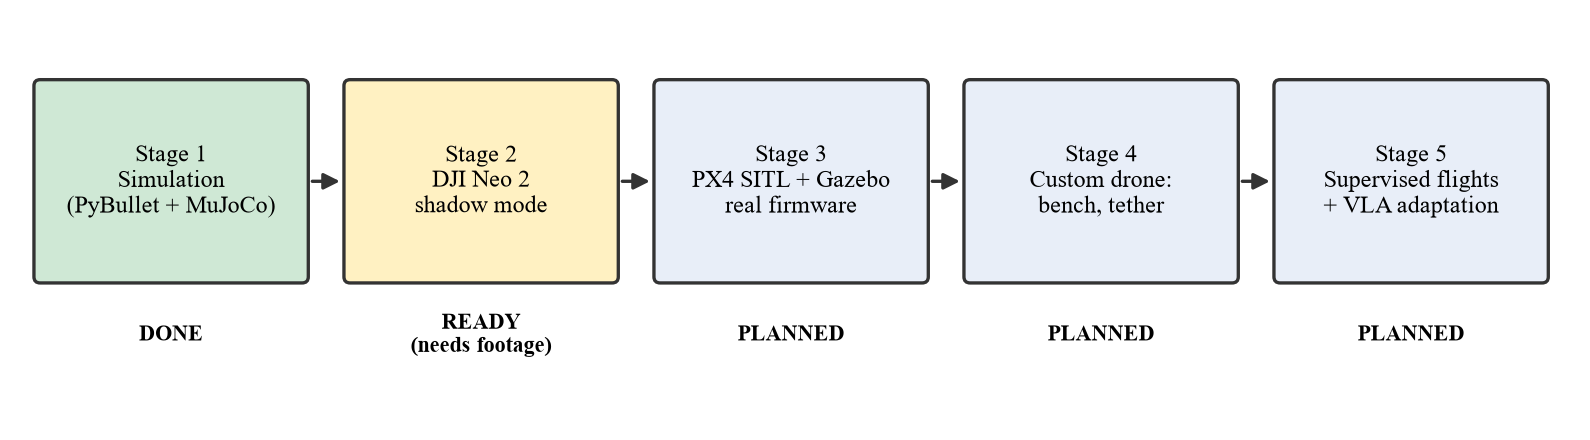 Stage 1
Simulation
(PyBullet + MuJoCo)
DONE
Stage 2
DJI Neo 2
shadow mode
READY
(needs footage)
Stage 3
PX4 SITL + Gazebo
real firmware
PLANNED
Stage 4
Custom drone:
bench, tether
PLANNED
Stage 5
Supervised flights
+ VLA adaptation
PLANNED